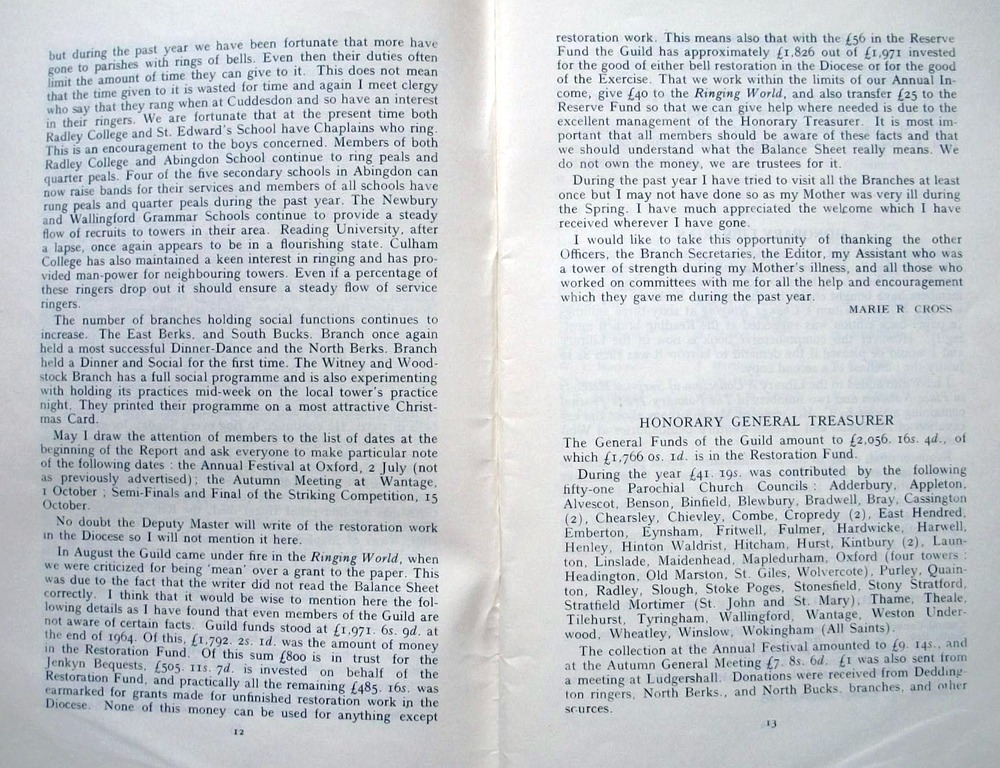 but during the past year we have been fortunate that more have
gone to parishes with rings of bells. Even then their duties often
limit the amount of time they can give to it. This does not mean
that the time given to it is wasted for time and again I meet clergy
who say that they rang when at Cuddesdon and so have an interest
in their ringers. We are fortunate that at the present time both
Radley College and St. Edward's School have Chaplains who ring.
This is an encouragement to the boys concerned. Members of both
Radley College and Abingdon School continue to ring peals and
quarter peals. Four of the five secondary schools in Abingdon can
now raise bands for their services and members of all schools have
rung peals and quarter peals during the past year. The Newbury
and Wallingford Grammar Schools continue to provide a steady
flow of recruits to towers in their area. Reading University, after
a lapse, once again appears to be in a flourishing state. Culham
College has also maintained a keen interest in ringing and has pro-
vided man-power for neighbouring towers. Even if a percentage of
these ringers drop out it should ensure a steady flow of service
ringers.
The number of branches holding social functions continues to
increase. The East Berks. and South Bucks. Branch once again
held a most successful Dinner-Dance and the North Berks. Branch
held a Dinner and Social for the first time. The Witney and Wood-
stock Branch has a full social programme and is also experimenting
with holding its practices mid-week on the local tower's practice
night. They printed their programme on a most attractive Christ-
mas Card.
May I draw the attention of members to the list of dates at the
beginning of the Report and ask everyone to make particular note
of the following dates : the Annual Festival at Oxford, 2 July (not
as previously advertised); the Autumn Meeting at Wantage,
1 October ; Semi-Finals and Final of the Striking Competition, 15
October.
No doubt the Deputy Master will write of the restoration work
in the Diocese so I will not mention it here.
In August the Guild came under fire in the Ringing World, when
we were criticized for being 'mean' over a grant to the paper. This
was due to the fact that the writer did not read the Balance Sheet
correctly. I think that it would be wise to mention here the fol-
lowing details as I have found that even members of the Guild are
not aware of certain facts. Guild funds stood at £1,971. 6s. 9d. at
the end of 1964. Of this, £1,792. 2s. 1d. was the amount of money
in the Restoration Fund. Of this sum £800 is in trust for the
Jenkyn Bequests, £505. 11s. 7d. is invested on behalf of the
Restoration Fund, and practically all the remaining £485. 16s. was
earmarked for grants made for unfinished restoration work in the
Diocese. None of this money can be used for anything except
12
restoration work. This means also that with the £56 in the Reserve
Fund the Guild has approximately £1,826 out of £1,971 invested
for the good of either bell restoration in the Diocese or for the good
of the Exercise. That we work within the limits of our Annual In-
come, give £40 to the Ringing World, and also transfer £25 to the
Reserve Fund so that we can give help where needed is due to the
excellent management of the Honorary Treasurer. It is most im-
portant that all members should be aware of these facts and that
we should understand what the Balance Sheet really means. We
do not own the money, we are trustees for it.
During the past year I have tried to visit all the Branches at least
once but I may not have done so as my Mother was very ill during
the Spring. I have much appreciated the welcome which I have
received wherever I have gone.
I would like to take this opportunity of thanking the other
Officers, the Branch Secretaries, the Editor, my Assistant who was
a tower of strength during my Mother's illness, and all those who
worked on committees with me for all the help and encouragement
which they gave me during the past year.
MARIE R CROSS
HONORARY GENERAL TREASURER
The General Funds of the Guild amount to £2,056. 16s. 4d., of
which £1,766 0s. 1d. is in the Restoration Fund.
During the year £41. 19s. was contributed by the following
fifty-one Parochial Church Councils : Adderbury, Appleton,
Alvescot, Benson, Binfield, Blewbury, Bradwell, Bray, Cassington
(2), Chearsley, Chievley, Combe, Cropredy (2), East Hendred,
Emberton, Eynsham, Fritwell, Fulmer, Hardwicke, Harwell,
Henley, Hinton Waldrist, Hitcham, Hurst, Kintbury (2), Laun-
ton, Linslade, Maidenhead, Mapledurham, Oxford (four towers :
Headington, Old Marston, St. Giles, Wolvercote), Purley, Quain-
ton, Radley, Slough, Stoke Poges, Stonesfield, Stony Stratford,
Stratfield Mortimer (St. John and St. Mary), Thame, Theale,
Tilehurst, Tyringham, Wallingford, Wantage, Weston Under-
wood, Wheatley, Winslow, Wokingham (All Saints).
The collection at the Annual Festival amounted to £9. 14s., and
at the Autumn General Meeting £7. 8s. 6d. £1 was also sent from
a meeting at Ludgershall. Donations were received from Dedding-
ton ringers, North Berks., and North Bucks. branches, and other
sources.
13